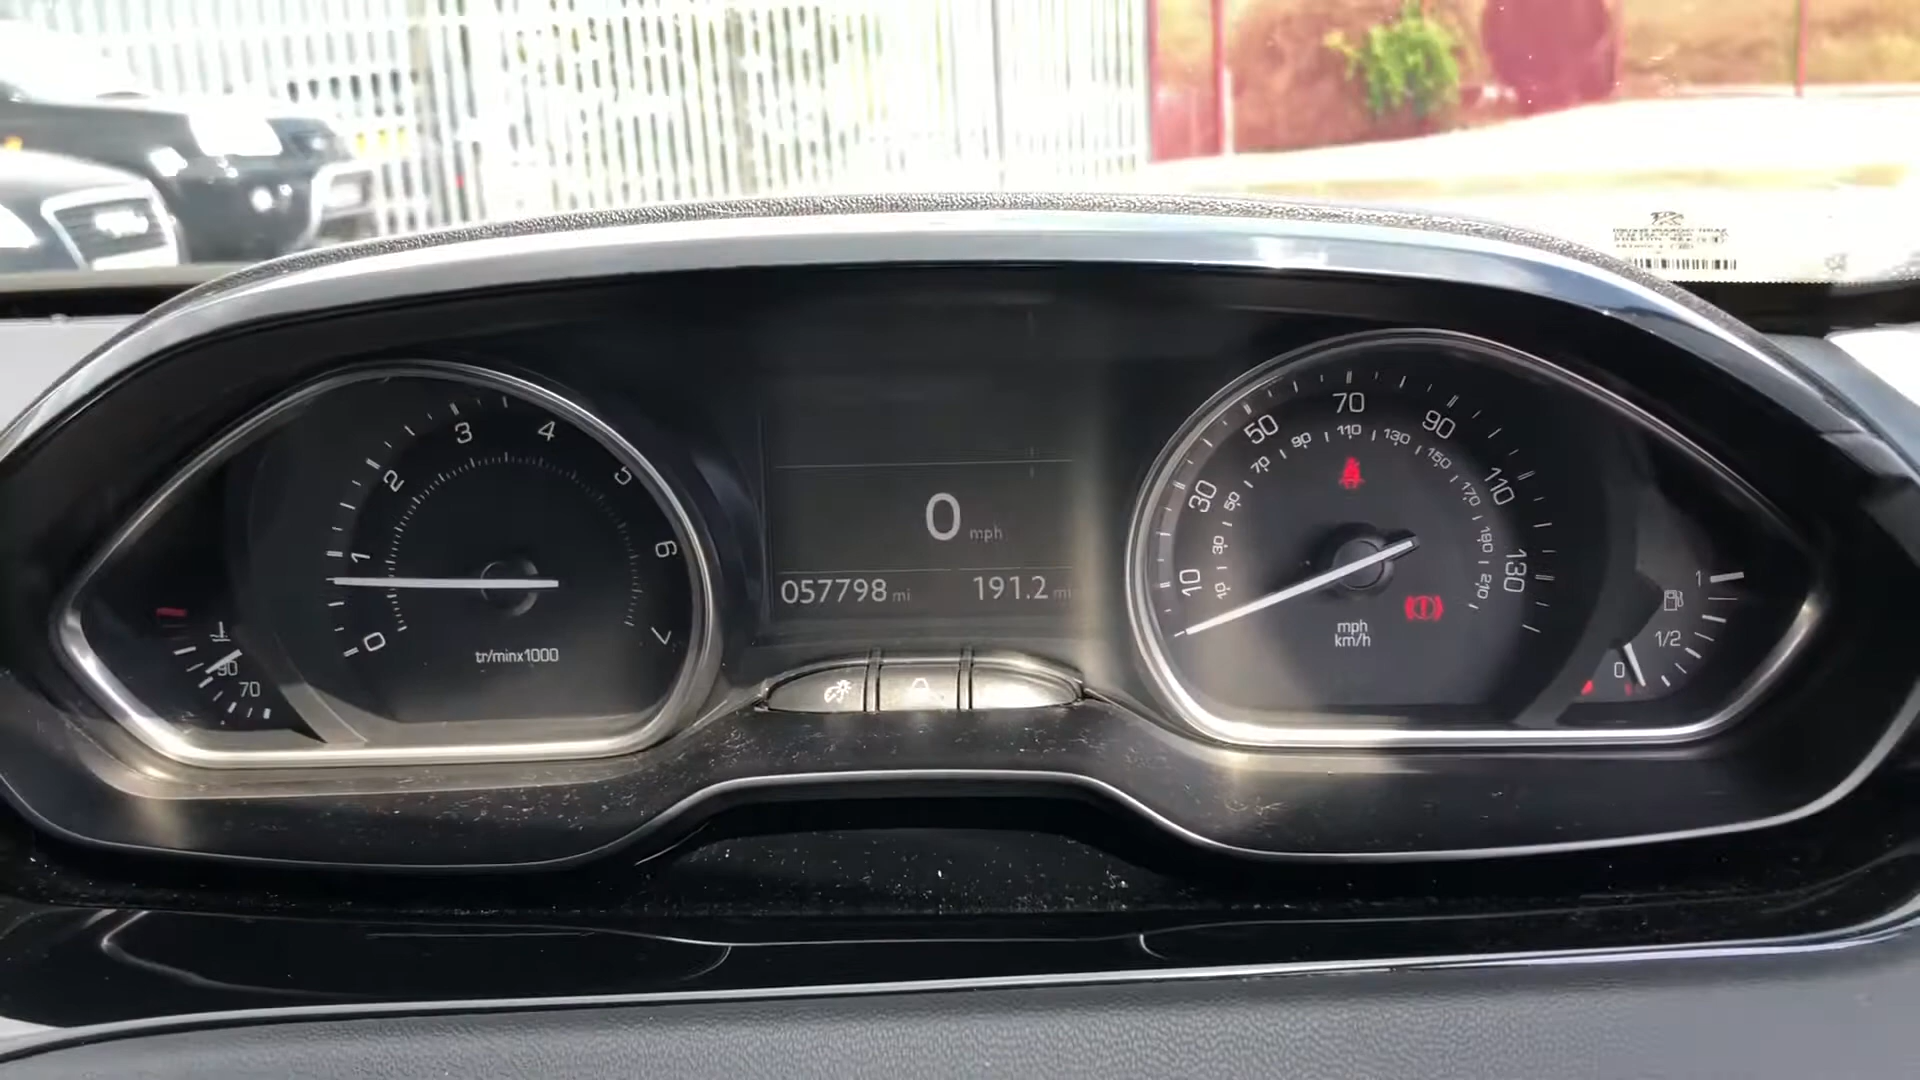 0 1 2 3 4 5 6 7
tr/minx1000
90
70
0 mph
057798 mi 191.2 mi
10 30 50 70 90 110 130
10 30 50 70 90 110 130 150 170 190 210
mph
km/h
1
1/2
0